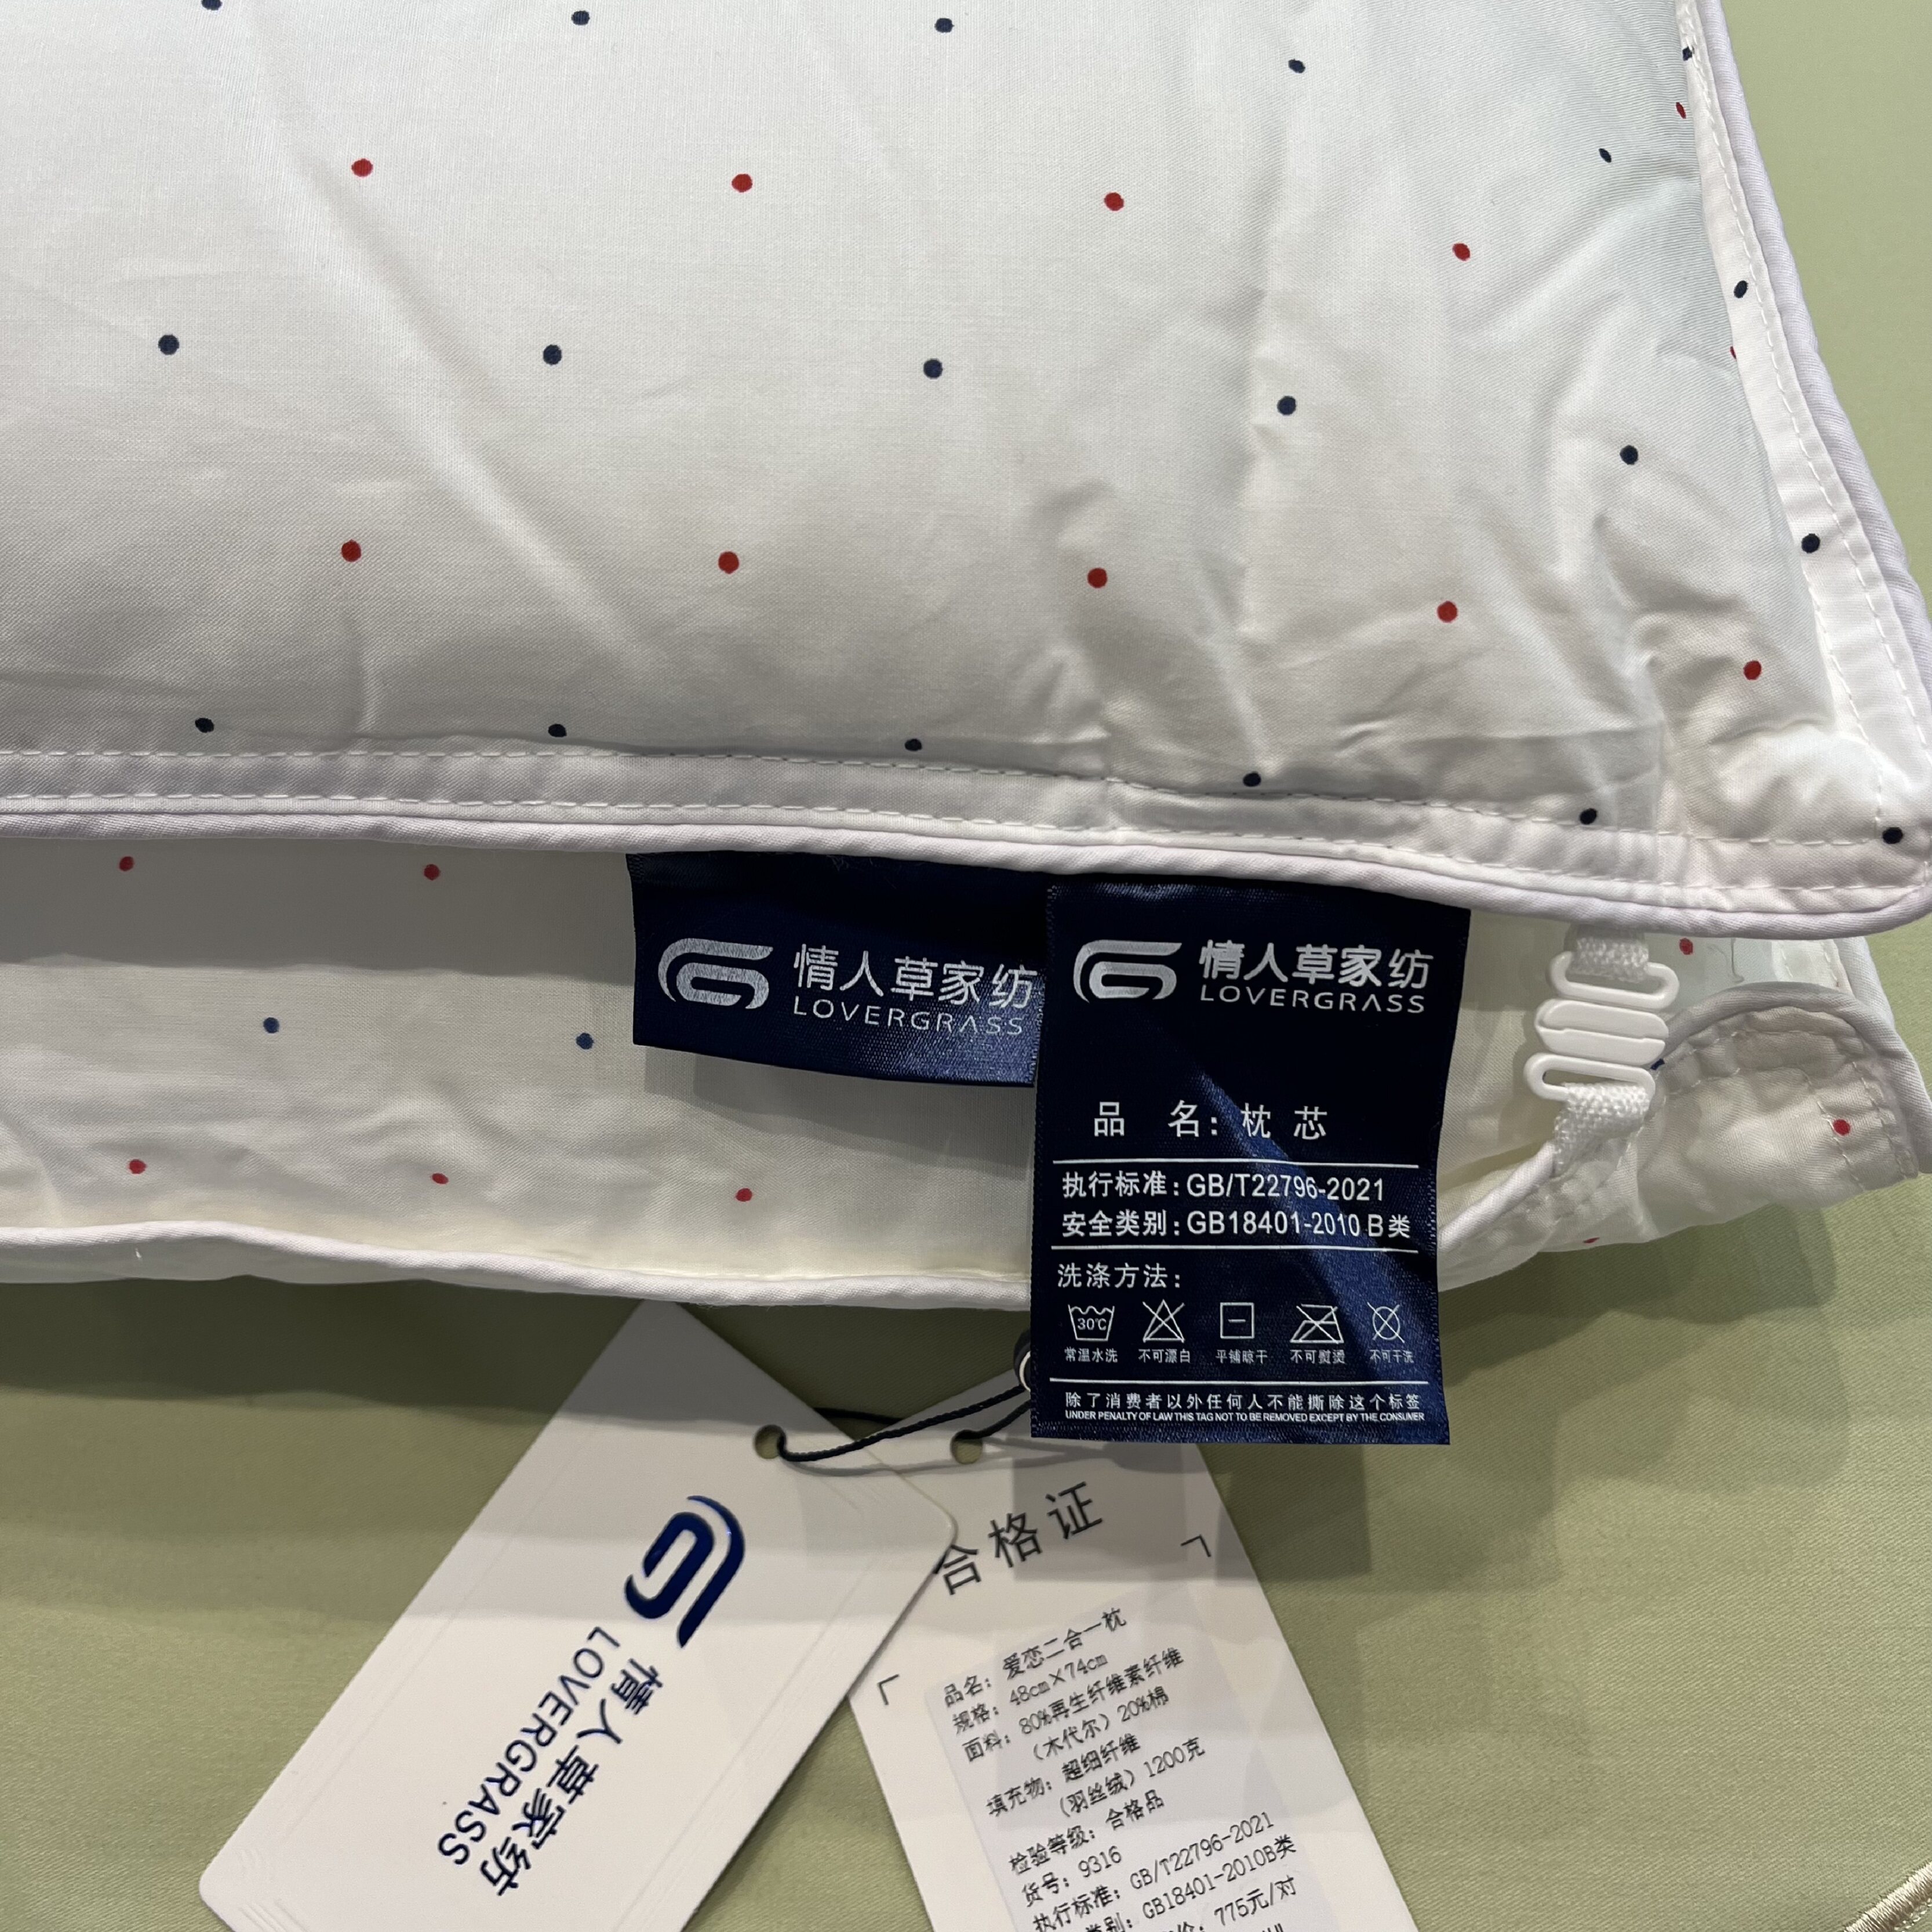 情人草家纺
LOVERGRASS
情人草家纺
LOVERGRASS
品 名：枕 芯
执行标准：GB/T22796-2021
安全类别：GB18401-2010 B类
洗涤方法：
30℃
常温水洗 不可漂白 平铺晾干 不可熨烫 不可干洗
除了消费者以外任何人不能撕除这个标签
UNDER PENALTY OF LAW THIS TAG NOT TO BE REMOVED EXCEPT BY THE CONSUMER
情人草家纺
LOVERGRASS
合格证
品名：爱恋二合一枕
规格：48cm×74cm
面料：80%再生纤维素纤维
（木代尔）20%棉
填充物：超细纤维
（羽丝绒）1200克
检验等级：合格品
货号：9316
执行标准：GB/T22796-2021
类别：GB18401-2010B类
价：775元/对